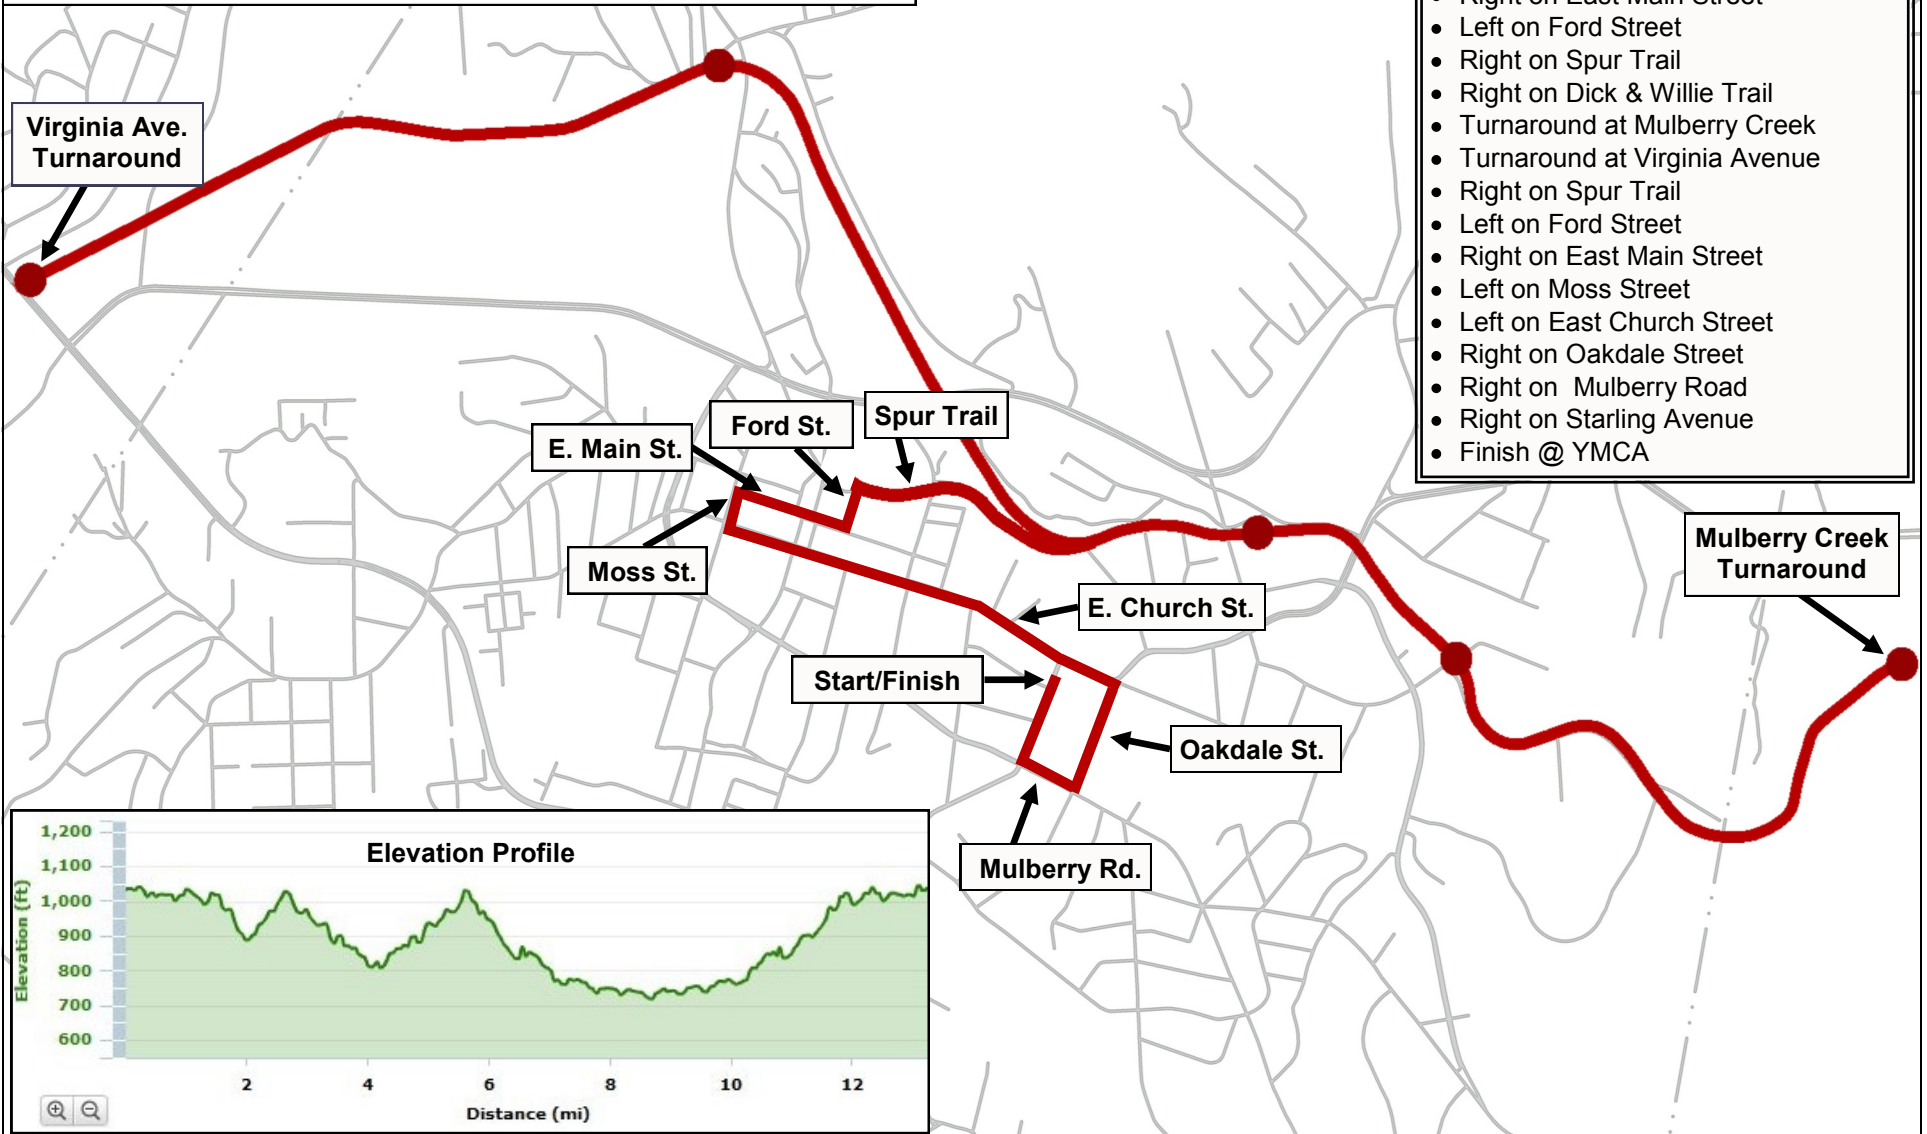 Right on East Main Street
Left on Ford Street
Right on Spur Trail
Right on Dick & Willie Trail
Turnaround at Mulberry Creek
Turnaround at Virginia Avenue
Right on Spur Trail
Left on Ford Street
Right on East Main Street
Left on Moss Street
Left on East Church Street
Right on Oakdale Street
Right on Mulberry Road
Right on Starling Avenue
Finish @ YMCA
Virginia Ave.
Turnaround
E. Main St.
Ford St.
Spur Trail
Moss St.
E. Church St.
Start/Finish
Oakdale St.
Mulberry Rd.
Mulberry Creek
Turnaround
Elevation Profile
Elevation (ft)
1,200
1,100
1,000
900
800
700
600
2 4 6 8 10 12
Distance (mi)